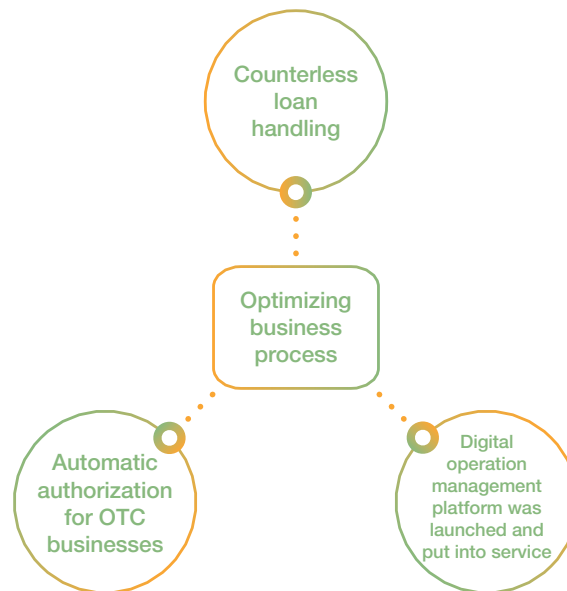 Counterless
loan
handling
Optimizing
business
process
Automatic
authorization
for OTC
businesses
Digital
operation
management
platform was
launched and
put into service